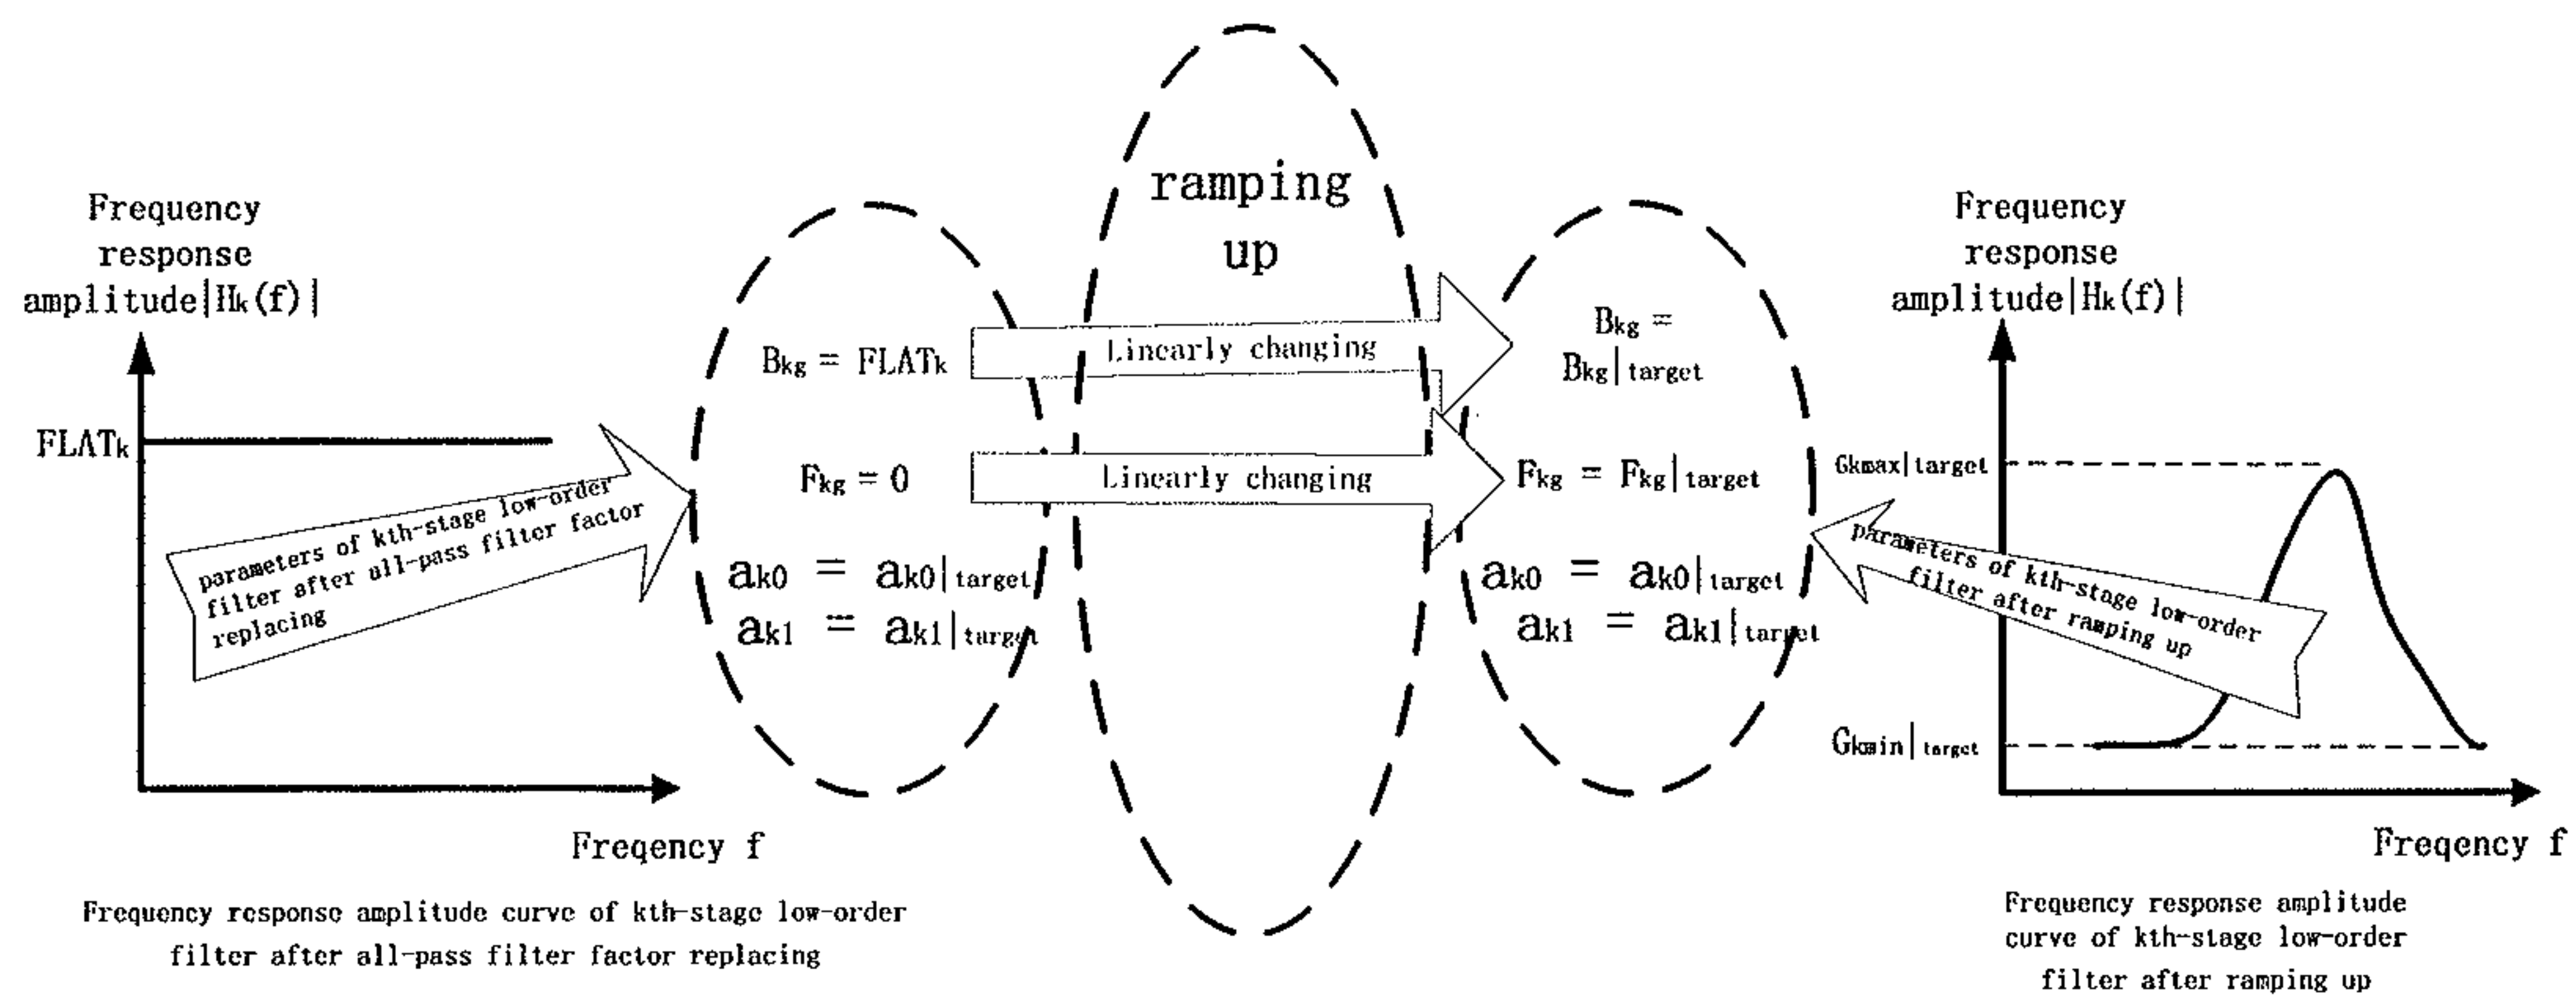 Frequency
response
amplitude|Hk(f)|
FLATk
parameters of kth-stage low-order
filter after all-pass filter factor
replacing
Freqency f
Frequency response amplitude curve of kth-stage low-order
filter after all-pass filter factor replacing
Bkg = FLATk
Fkg = 0
ak0 = ak0|target
ak1 = ak1|target
ramping
up
Linearly changing
Linearly changing
Bkg =
Bkg|target
Fkg = Fkg|target
ak0 = ak0|target
ak1 = ak1|target
Frequency
response
amplitude|Hk(f)|
Gkmax|target
parameters of kth-stage low-order
filter after ramping up
Gkmin|target
Freqency f
Frequency response amplitude
curve of kth-stage low-order
filter after ramping up